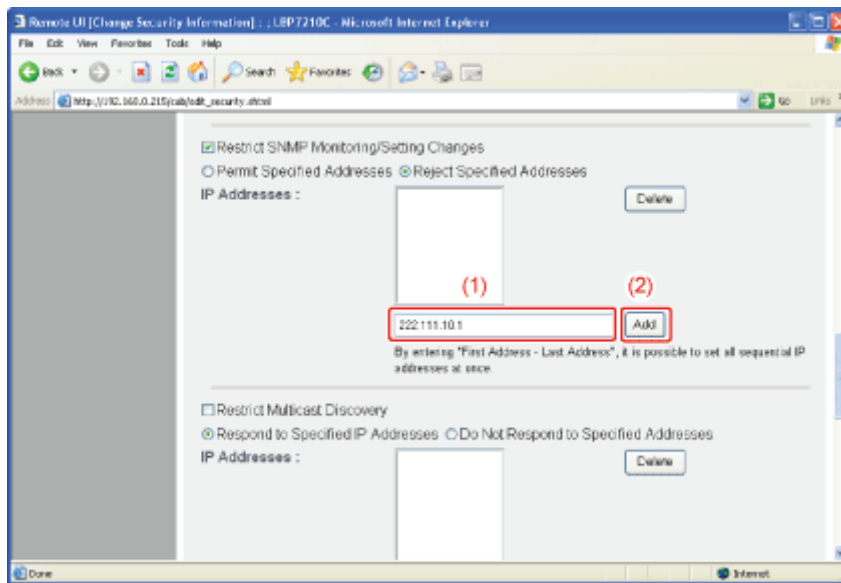 Remote UI [Change Security Information] : ; LBP7210C - Microsoft Internet Explorer
File Edit View Favorites Tools Help
Back Search Favorites
Address http://192.168.0.215/cab/edit_security.shtml Go Links
Restrict SNMP Monitoring/Setting Changes
Permit Specified Addresses Reject Specified Addresses
IP Addresses :
Delete
(1) (2)
222.111.10.1 Add
By entering "First Address - Last Address", it is possible to set all sequential IP
addresses at once.
Restrict Multicast Discovery
Respond to Specified IP Addresses Do Not Respond to Specified Addresses
IP Addresses :
Delete
Done Internet